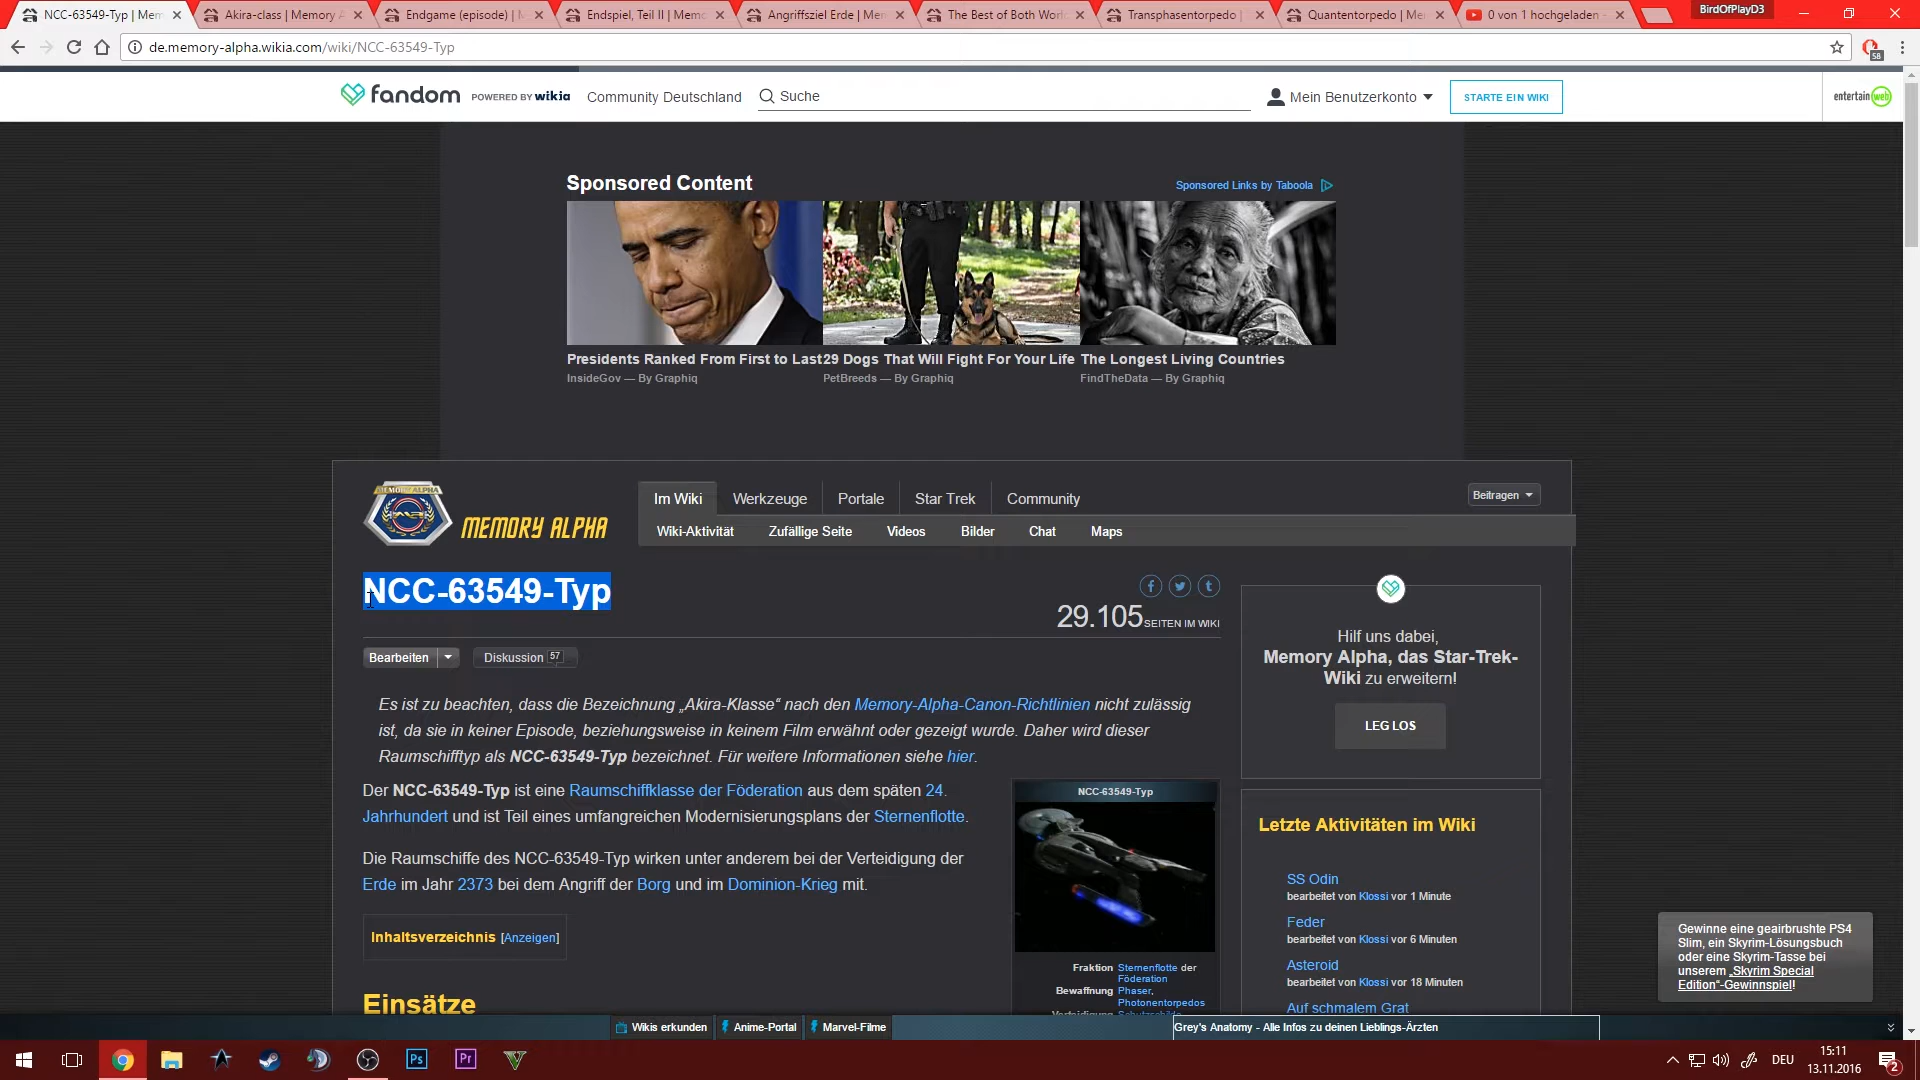 NCC-63549-Typ | Mem
Akira-class | Memory A
Endgame (episode) | M
Endspiel, Teil II | Memo
Angriffsziel Erde | Mem
The Best of Both Worl
Transphasentorpedo |
Quantentorpedo | Me
0 von 1 hochgeladen -
BirdOfPlayD3
de.memory-alpha.wikia.com/wiki/NCC-63549-Typ
58
fandom POWERED BY wikia
Community Deutschland
Suche
Mein Benutzerkonto
STARTE EIN WIKI
entertain web
Sponsored Content
Sponsored Links by Taboola
Presidents Ranked From First to Last
InsideGov — By Graphiq
29 Dogs That Will Fight For Your Life
PetBreeds — By Graphiq
The Longest Living Countries
FindTheData — By Graphiq
MEMORY ALPHA
Im Wiki Werkzeuge Portale Star Trek Community
Beitragen
Wiki-Aktivität Zufällige Seite Videos Bilder Chat Maps
NCC-63549-Typ
29.105 SEITEN IM WIKI
Bearbeiten Diskussion 57
Es ist zu beachten, dass die Bezeichnung „Akira-Klasse“ nach den Memory-Alpha-Canon-Richtlinien nicht zulässig
ist, da sie in keiner Episode, beziehungsweise in keinem Film erwähnt oder gezeigt wurde. Daher wird dieser
Raumschifftyp als NCC-63549-Typ bezeichnet. Für weitere Informationen siehe hier.
Der NCC-63549-Typ ist eine Raumschiffklasse der Föderation aus dem späten 24.
Jahrhundert und ist Teil eines umfangreichen Modernisierungsplans der Sternenflotte.
Die Raumschiffe des NCC-63549-Typ wirken unter anderem bei der Verteidigung der
Erde im Jahr 2373 bei dem Angriff der Borg und im Dominion-Krieg mit.
Inhaltsverzeichnis [Anzeigen]
Einsätze
NCC-63549-Typ
Fraktion Sternenflotte der
Föderation
Bewaffnung Phaser,
Photonentorpedos
Hilf uns dabei,
Memory Alpha, das Star-Trek-
Wiki zu erweitern!
LEG LOS
Letzte Aktivitäten im Wiki
SS Odin
bearbeitet von Klossi vor 1 Minute
Feder
bearbeitet von Klossi vor 6 Minuten
Asteroid
bearbeitet von Klossi vor 18 Minuten
Auf schmalem Grat
Gewinne eine geairbrushte PS4
Slim, ein Skyrim-Lösungsbuch
oder eine Skyrim-Tasse bei
unserem „Skyrim Special
Edition“-Gewinnspiel!
Wikis erkunden
Anime-Portal
Marvel-Filme
Grey's Anatomy - Alle Infos zu deinen Lieblings-Ärzten
Ps
Pr
DEU
15:11
13.11.2016
2